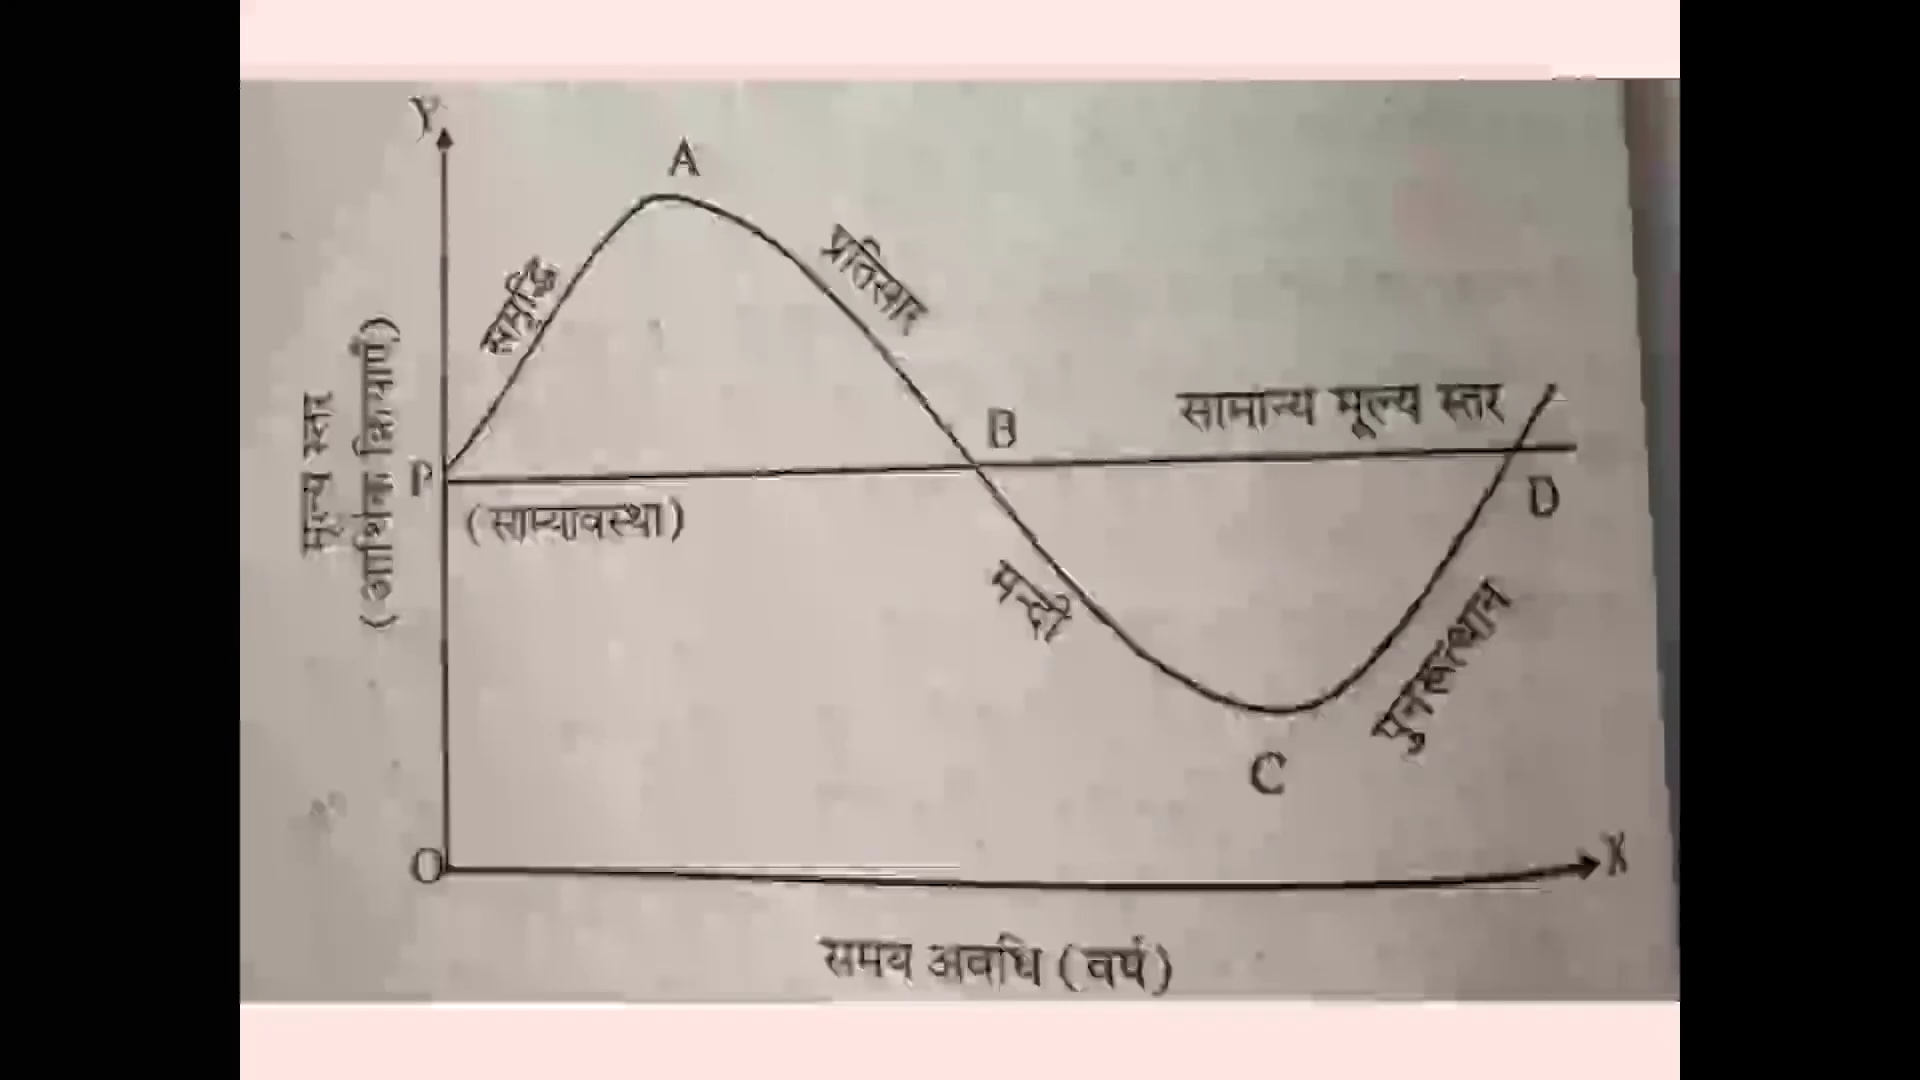 Y
A
समृद्धि
प्रतिसार
मूल्य स्तर
(आर्थिक क्रियाएँ)
B
सामान्य मूल्य स्तर
P
(साम्यावस्था)
D
मन्दी
पुनरूत्थान
C
O
X
समय अवधि (वर्ष)